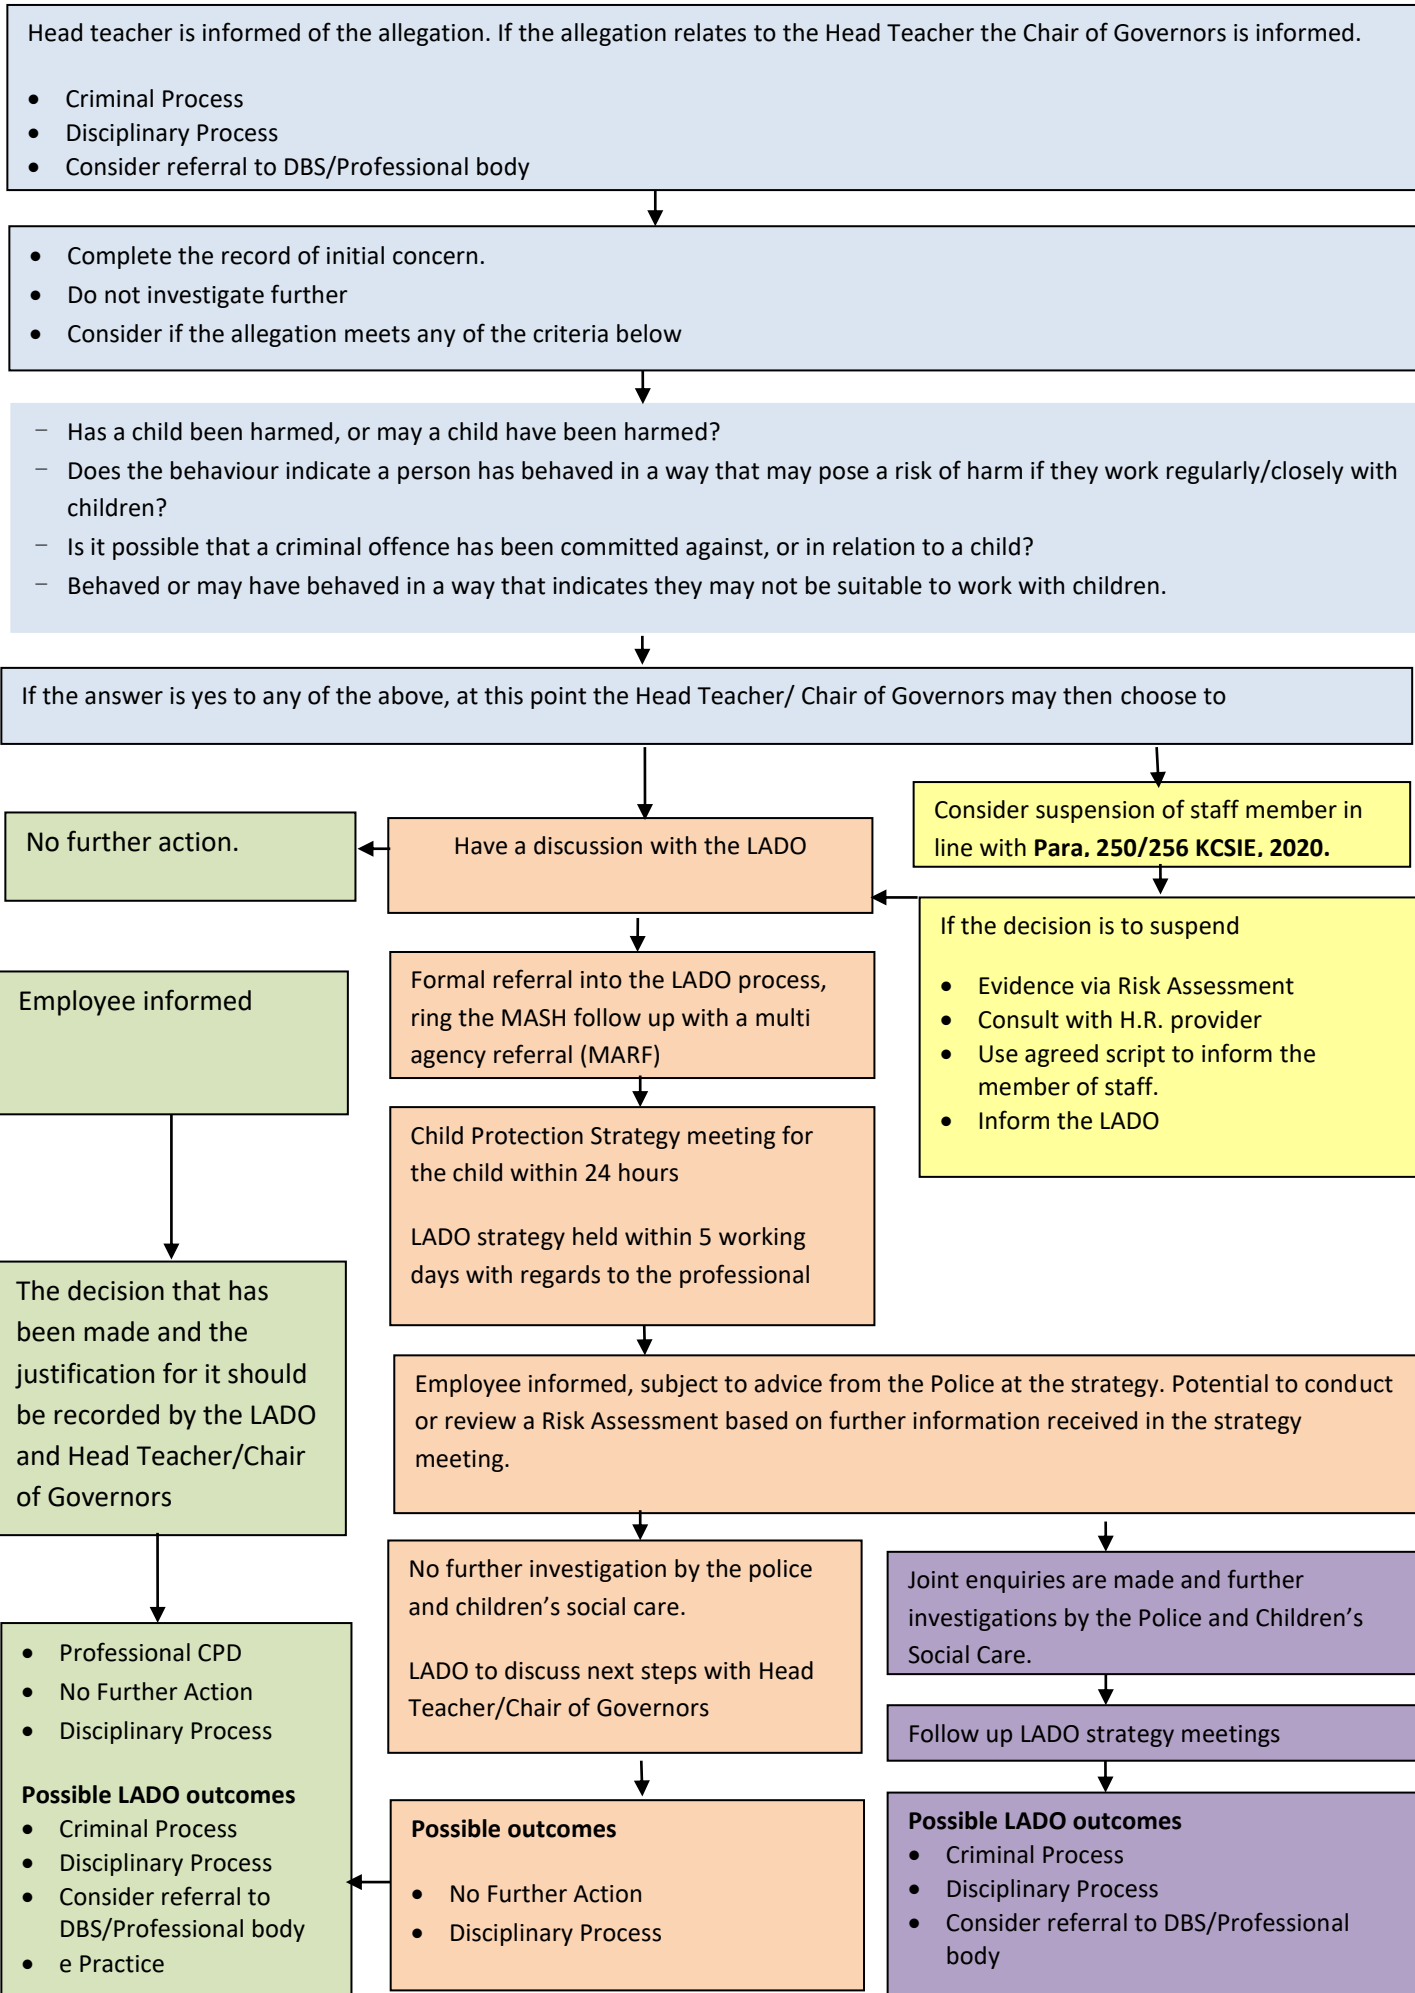 Head teacher is informed of the allegation. If the allegation relates to the Head Teacher the Chair of Governors is informed.
• Criminal Process
• Disciplinary Process
• Consider referral to DBS/Professional body
• Complete the record of initial concern.
• Do not investigate further
• Consider if the allegation meets any of the criteria below
– Has a child been harmed, or may a child have been harmed?
– Does the behaviour indicate a person has behaved in a way that may pose a risk of harm if they work regularly/closely with
children?
– Is it possible that a criminal offence has been committed against, or in relation to a child?
– Behaved or may have behaved in a way that indicates they may not be suitable to work with children.
If the answer is yes to any of the above, at this point the Head Teacher/ Chair of Governors may then choose to
No further action.
Have a discussion with the LADO
Consider suspension of staff member in
line with Para, 250/256 KCSIE, 2020.
If the decision is to suspend
• Evidence via Risk Assessment
• Consult with H.R. provider
• Use agreed script to inform the
member of staff.
• Inform the LADO
Employee informed
Formal referral into the LADO process,
ring the MASH follow up with a multi
agency referral (MARF)
Child Protection Strategy meeting for
the child within 24 hours
LADO strategy held within 5 working
days with regards to the professional
The decision that has
been made and the
justification for it should
be recorded by the LADO
and Head Teacher/Chair
of Governors
Employee informed, subject to advice from the Police at the strategy. Potential to conduct
or review a Risk Assessment based on further information received in the strategy
meeting.
No further investigation by the police
and children’s social care.
LADO to discuss next steps with Head
Teacher/Chair of Governors
Joint enquiries are made and further
investigations by the Police and Children’s
Social Care.
Follow up LADO strategy meetings
• Professional CPD
• No Further Action
• Disciplinary Process
Possible LADO outcomes
• Criminal Process
• Disciplinary Process
• Consider referral to
DBS/Professional body
• e Practice
Possible outcomes
• No Further Action
• Disciplinary Process
Possible LADO outcomes
• Criminal Process
• Disciplinary Process
• Consider referral to DBS/Professional
body